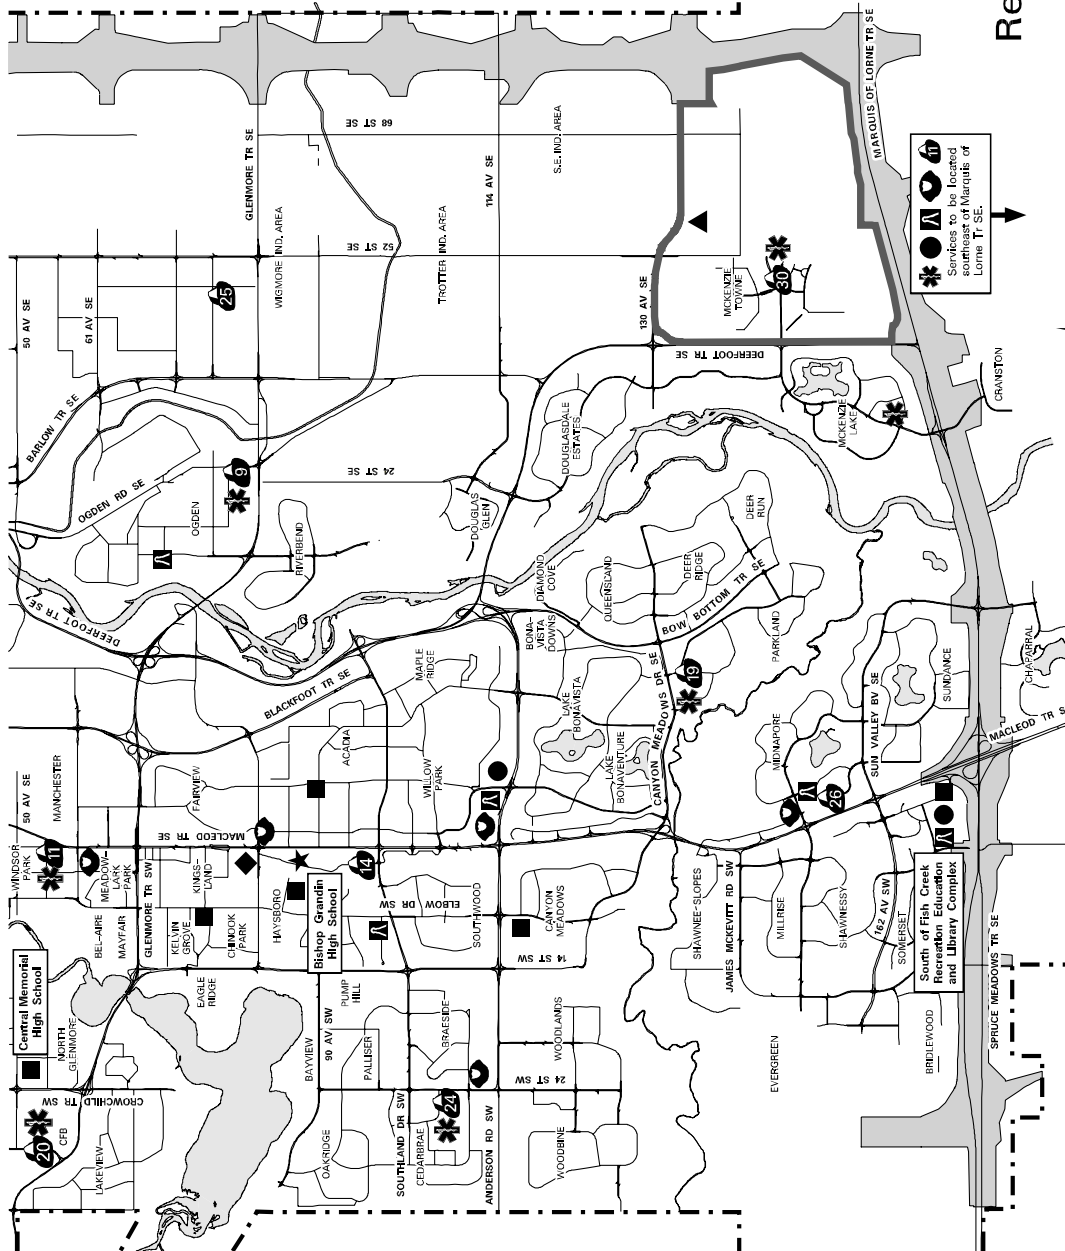 Re
MARQUIS OF LORNE TR SE
68 ST SE
GLENMORE TR SE
114 AV SE
S.E. IND. AREA
11
Services to be located
southeast of Marquis of
Lorne Tr SE.
WIGMORE IND. AREA
52 ST SE
TROTTER IND. AREA
50 AV SE
61 AV SE
25
130 AV SE
MCKENZIE
TOWNE
30
DEERFOOT TR SE
BARLOW TR SE
CRANSTON
MCKENZIE
LAKE
DOUGLASDALE
ESTATES
24 ST SE
9
OGDEN RD SE
OGDEN
DOUGLAS
GLEN
DEER
RUN
RIVERBEND
DIAMOND
COVE
QUEENSLAND
DEER
RIDGE
BOW BOTTOM TR SE
DEERFOOT TR SE
BONA-
VISTA
DOWNS
PARKLAND
MAPLE
RIDGE
BLACKFOOT TR SE
LAKE
BONAVISTA
CANYON MEADOWS DR SE
19
SUN VALLEY BV SE
SUNDANCE
CHAPARRAL
MACLEOD TR S
ACADIA
MIDNAPORE
LAKE
BONAVENTURE
WILLOW
PARK
FAIRVIEW
MANCHESTER
50 AV SE
MACLEOD TR SE
26
WINDSOR
PARK
11
MEADOW-
LARK
PARK
GLENMORE TR SW
KINGS-
LAND
14
HAYSBORO
Bishop Grandin
High School
ELBOW DR SW
SOUTHWOOD
CANYON
MEADOWS
SHAWNEE-SLOPES
JAMES MCKEVITT RD SW
MILLRISE
SHAWNESSY
162 AV SW
SOMERSET
South of Fish Creek
Recreation Education
and Library Complex
SPRUCE MEADOWS TR SE
BEL-AIRE
MAYFAIR
KELVIN
GROVE
CHINOOK
PARK
14 ST SW
EAGLE
RIDGE
PUMP
HILL
Central Memorial
High School
NORTH
GLENMORE
BAYVIEW
90 AV SW
PALLISER
BRAESIDE
WOODLANDS
EVERGREEN
BRIDLEWOOD
24 ST SW
CROWCHILD TR SW
20
CFB
LAKEVIEW
OAKRIDGE
SOUTHLAND DR SW
CEDARBRAE
24
ANDERSON RD SW
WOODBINE